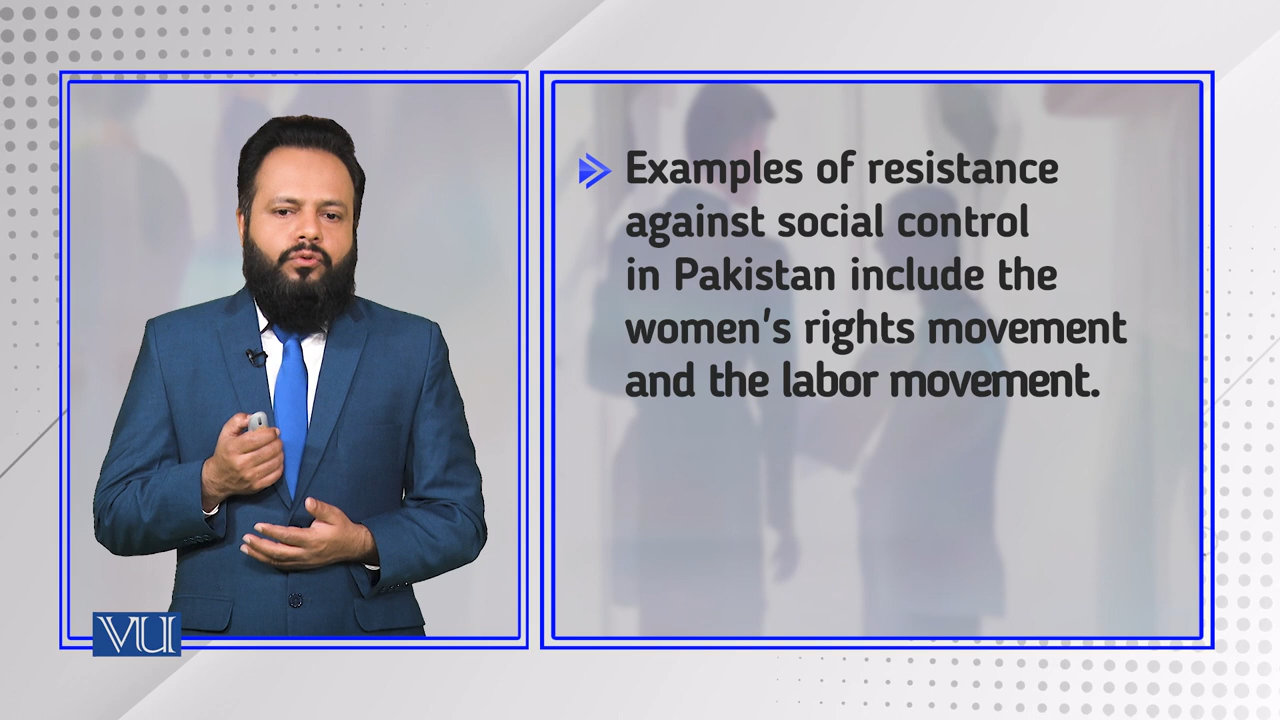 Examples of resistance
against social control
in Pakistan include the
women's rights movement
and the labor movement.
VU